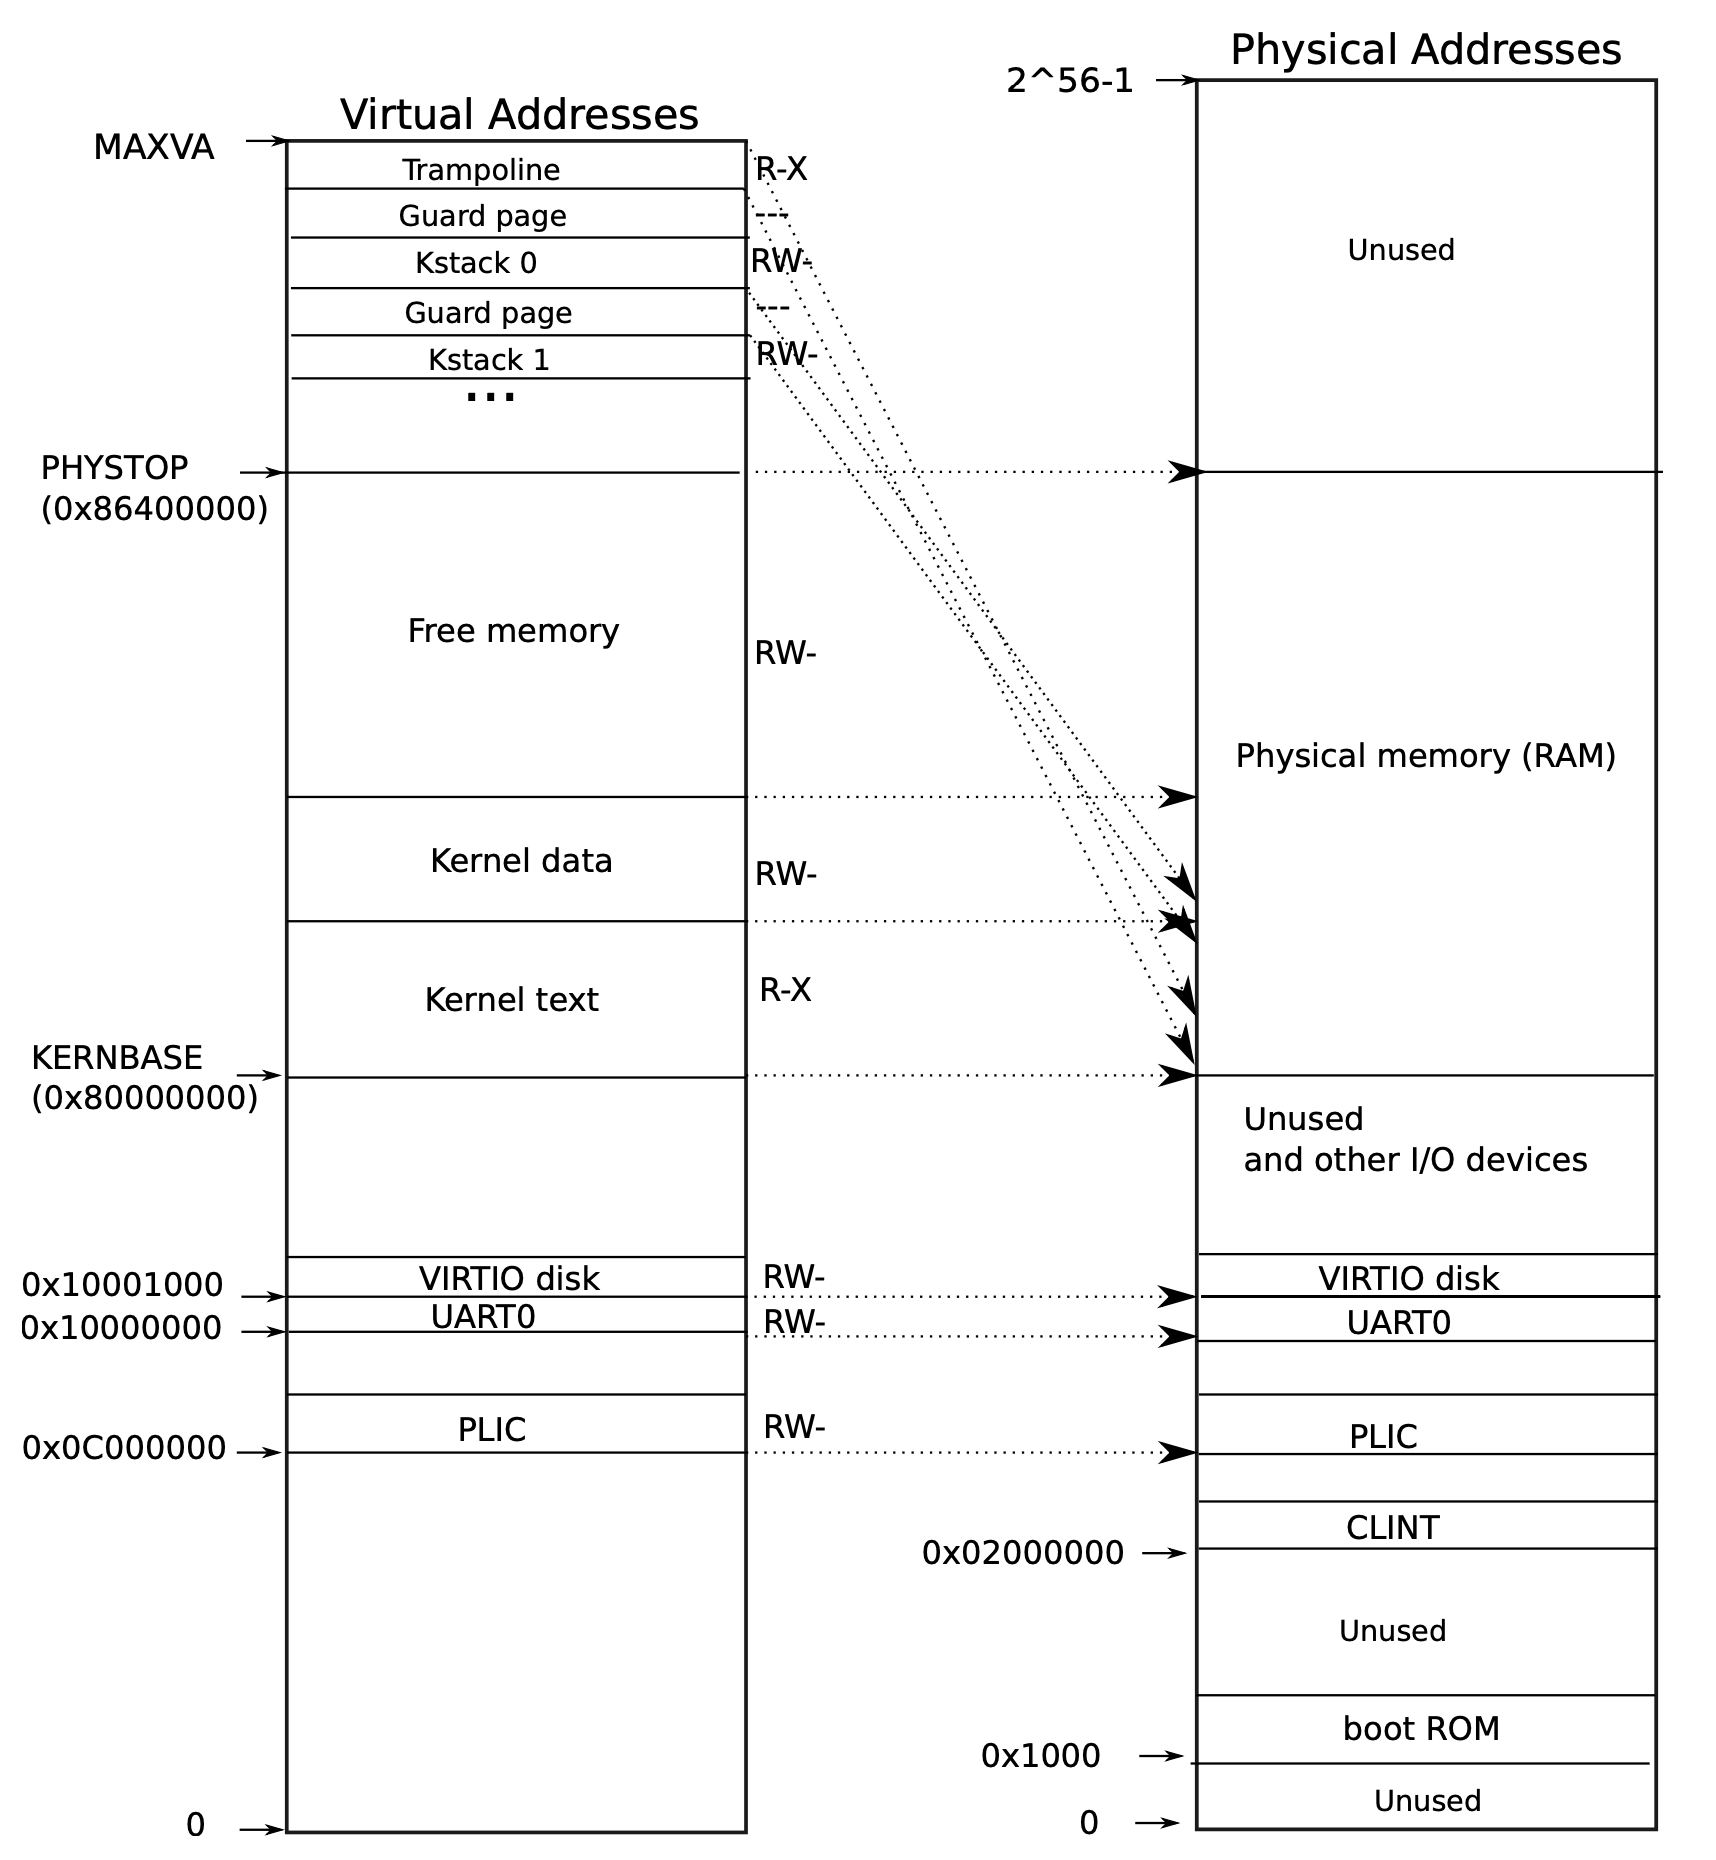 Physical Addresses
2^56-1
Virtual Addresses
MAXVA
Trampoline
R-X
Guard page
---
Unused
Kstack 0
RW-
Guard page
---
Kstack 1
RW-
...
PHYSTOP
(0x86400000)
Free memory
RW-
Physical memory (RAM)
Kernel data
RW-
Kernel text
R-X
KERNBASE
(0x80000000)
Unused
and other I/O devices
0x10001000
VIRTIO disk
RW-
VIRTIO disk
0x10000000
UART0
RW-
UART0
0x0C000000
PLIC
RW-
PLIC
CLINT
0x02000000
Unused
boot ROM
0x1000
Unused
0
0